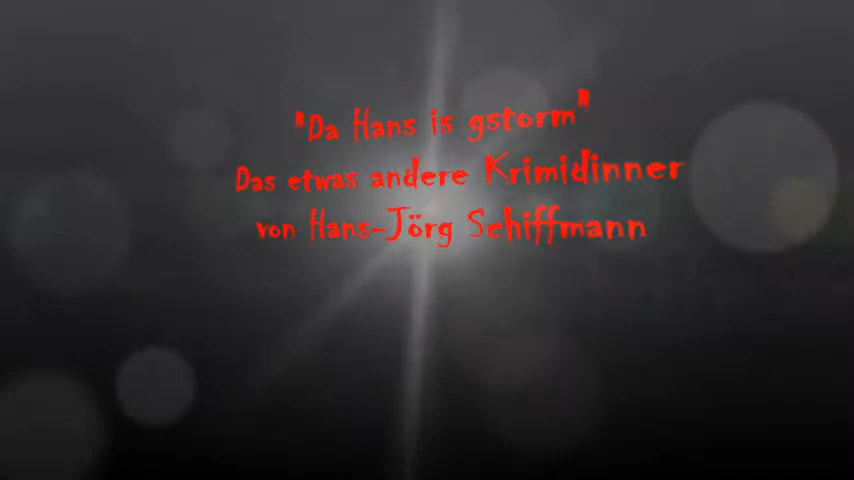 "Da Hans is gstorm"
Das etwas andere Krimidinner
von Hans-Jörg Schiffmann